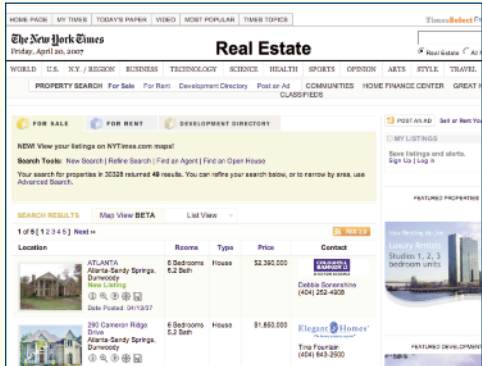 HOME PAGE MY TIMES TODAY'S PAPER VIDEO MOST POPULAR TIMES TOPICS
TimesSelect
The New York Times
Friday, April 20, 2007
Real Estate
Real Estate All
WORLD U.S. N.Y. / REGION BUSINESS TECHNOLOGY SCIENCE HEALTH SPORTS OPINION ARTS STYLE TRAVEL
PROPERTY SEARCH For Sale For Rent Development Directory Post an Ad COMMUNITIES HOME FINANCE CENTER GREAT
CLASSIFIEDS
FOR SALE FOR RENT DEVELOPMENT DIRECTORY
POST AN AD Sell or Rent
MY LISTINGS
Save listings and alerts.
Sign Up | Log in
NEW! View your listings on NYTimes.com maps!
Search Tools: New Search | Refine Search | Find an Agent | Find an Open House
Your search for properties in 30328 returned 49 results. You can refine your search below, or to narrow by area, use
Advanced Search.
FEATURED PROPERTIES
SEARCH RESULTS Map View BETA List View
1 of 5 [ 1 2 3 4 5 ] Next »
RSS 2.0
Location Rooms Type Price Contact
ATLANTA
Atlanta-Sandy Springs,
Dunwoody
New Listing
Date Posted: 04/13/07
6 Bedrooms
5.2 Bath
House
$2,390,000
COLDWELL
BANKER
(404) 252-4908
Luxury Rentals
Studios 1, 2, 3
bedroom units
290 Cameron Ridge
Drive
Atlanta-Sandy Springs,
Dunwoody
6 Bedrooms
5.2 Bath
House
$1,650,000
Elegant Homes
Tina Fountain
(404) 843-2500
FEATURED DEVELOPMENT